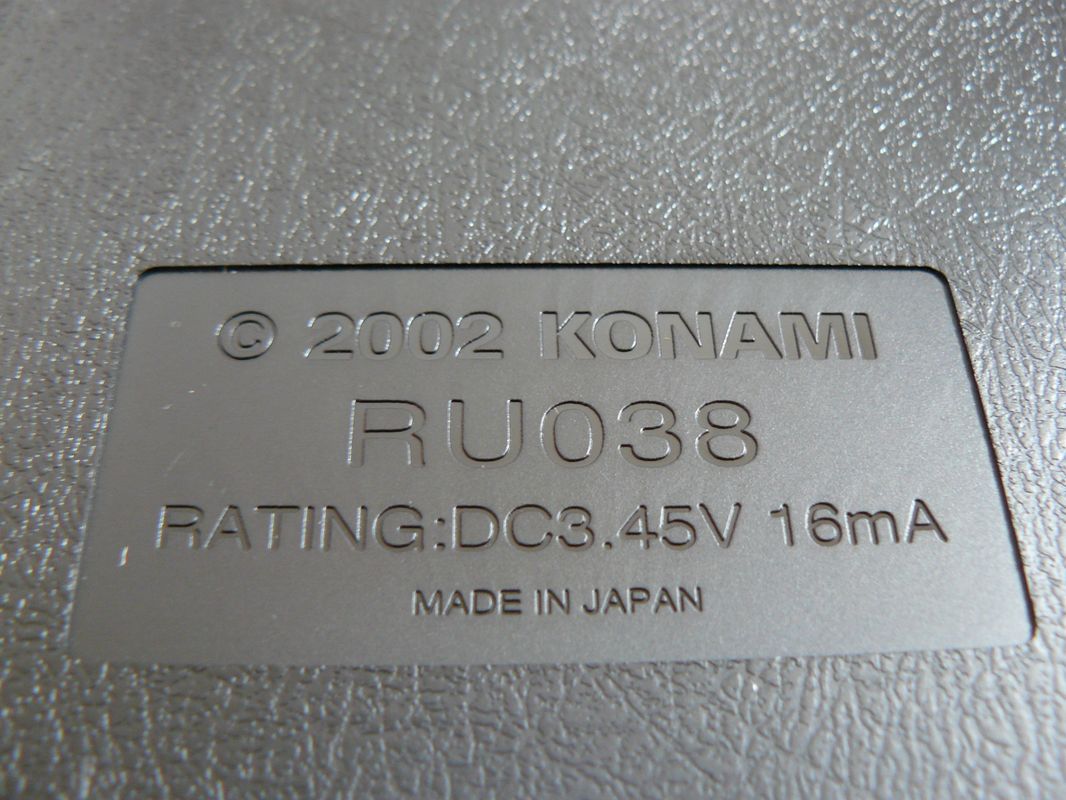 © 2002 KONAMI
RU038
RATING:DC3.45V 16mA
MADE IN JAPAN